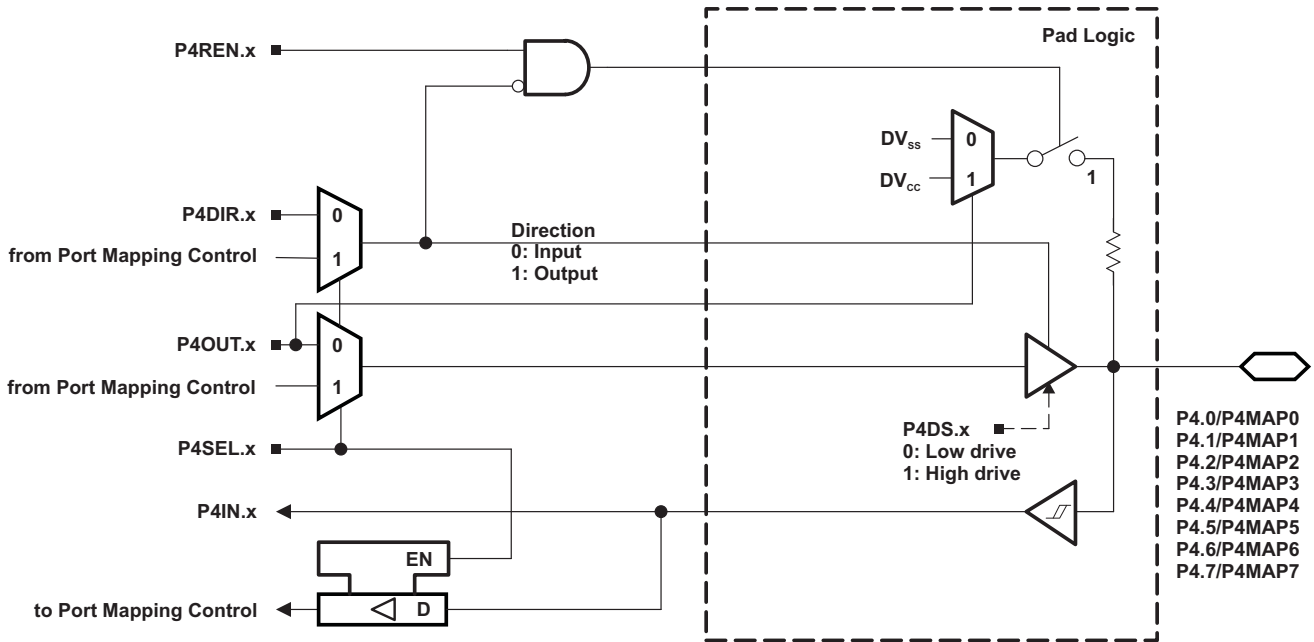 Pad Logic
P4REN.x
DVss
0
DVcc
1
1
P4DIR.x
0
from Port Mapping Control
1
Direction
0: Input
1: Output
P4OUT.x
0
from Port Mapping Control
1
P4DS.x
0: Low drive
1: High drive
P4SEL.x
P4IN.x
EN
to Port Mapping Control
D
P4.0/P4MAP0
P4.1/P4MAP1
P4.2/P4MAP2
P4.3/P4MAP3
P4.4/P4MAP4
P4.5/P4MAP5
P4.6/P4MAP6
P4.7/P4MAP7